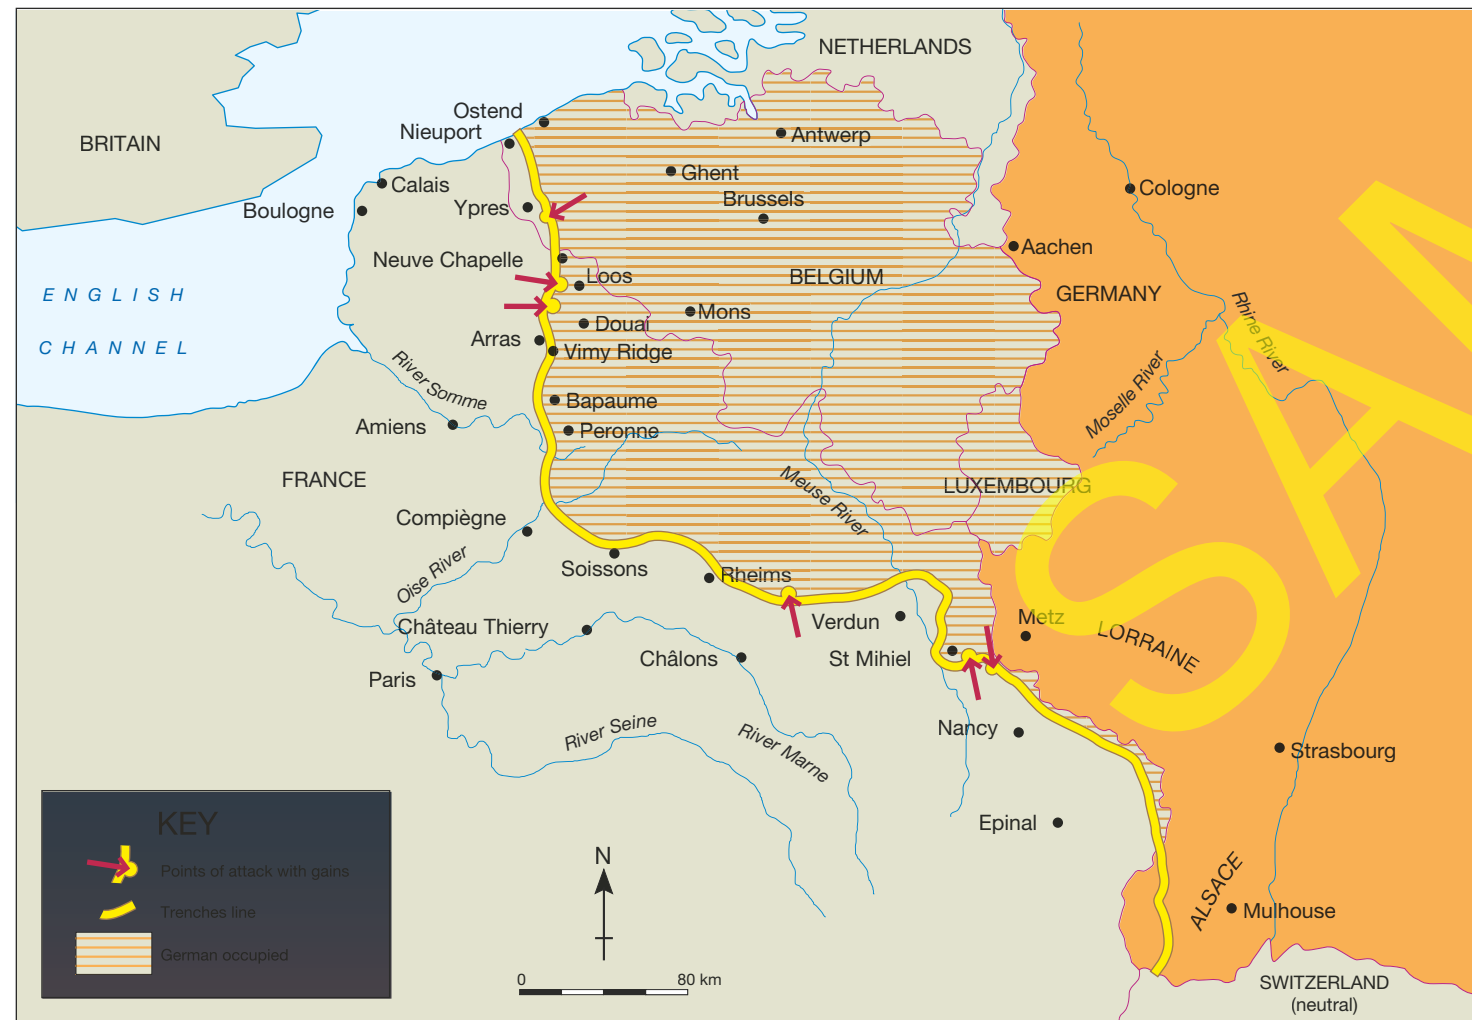 NETHERLANDS
BRITAIN
Ostend
Nieuport
Antwerp
Calais
Ghent
Cologne
Boulogne
Ypres
Brussels
Aachen
Neuve Chapelle
Loos
BELGIUM
GERMANY
ENGLISH
CHANNEL
Rhine River
Mons
Douai
Arras
Vimy Ridge
River Somme
Moselle River
Bapaume
Amiens
Peronne
FRANCE
Meuse River
LUXEMBOURG
Compiègne
Oise River
Soissons
Rheims
Verdun
Metz
LORRAINE
Château Thierry
Châlons
St Mihiel
Paris
Nancy
River Seine
River Marne
Strasbourg
Epinal
ALSACE
Mulhouse
SWITZERLAND
(neutral)
KEY
Points of attack with gains
Trenches line
German occupied
N
0 80 km
SA